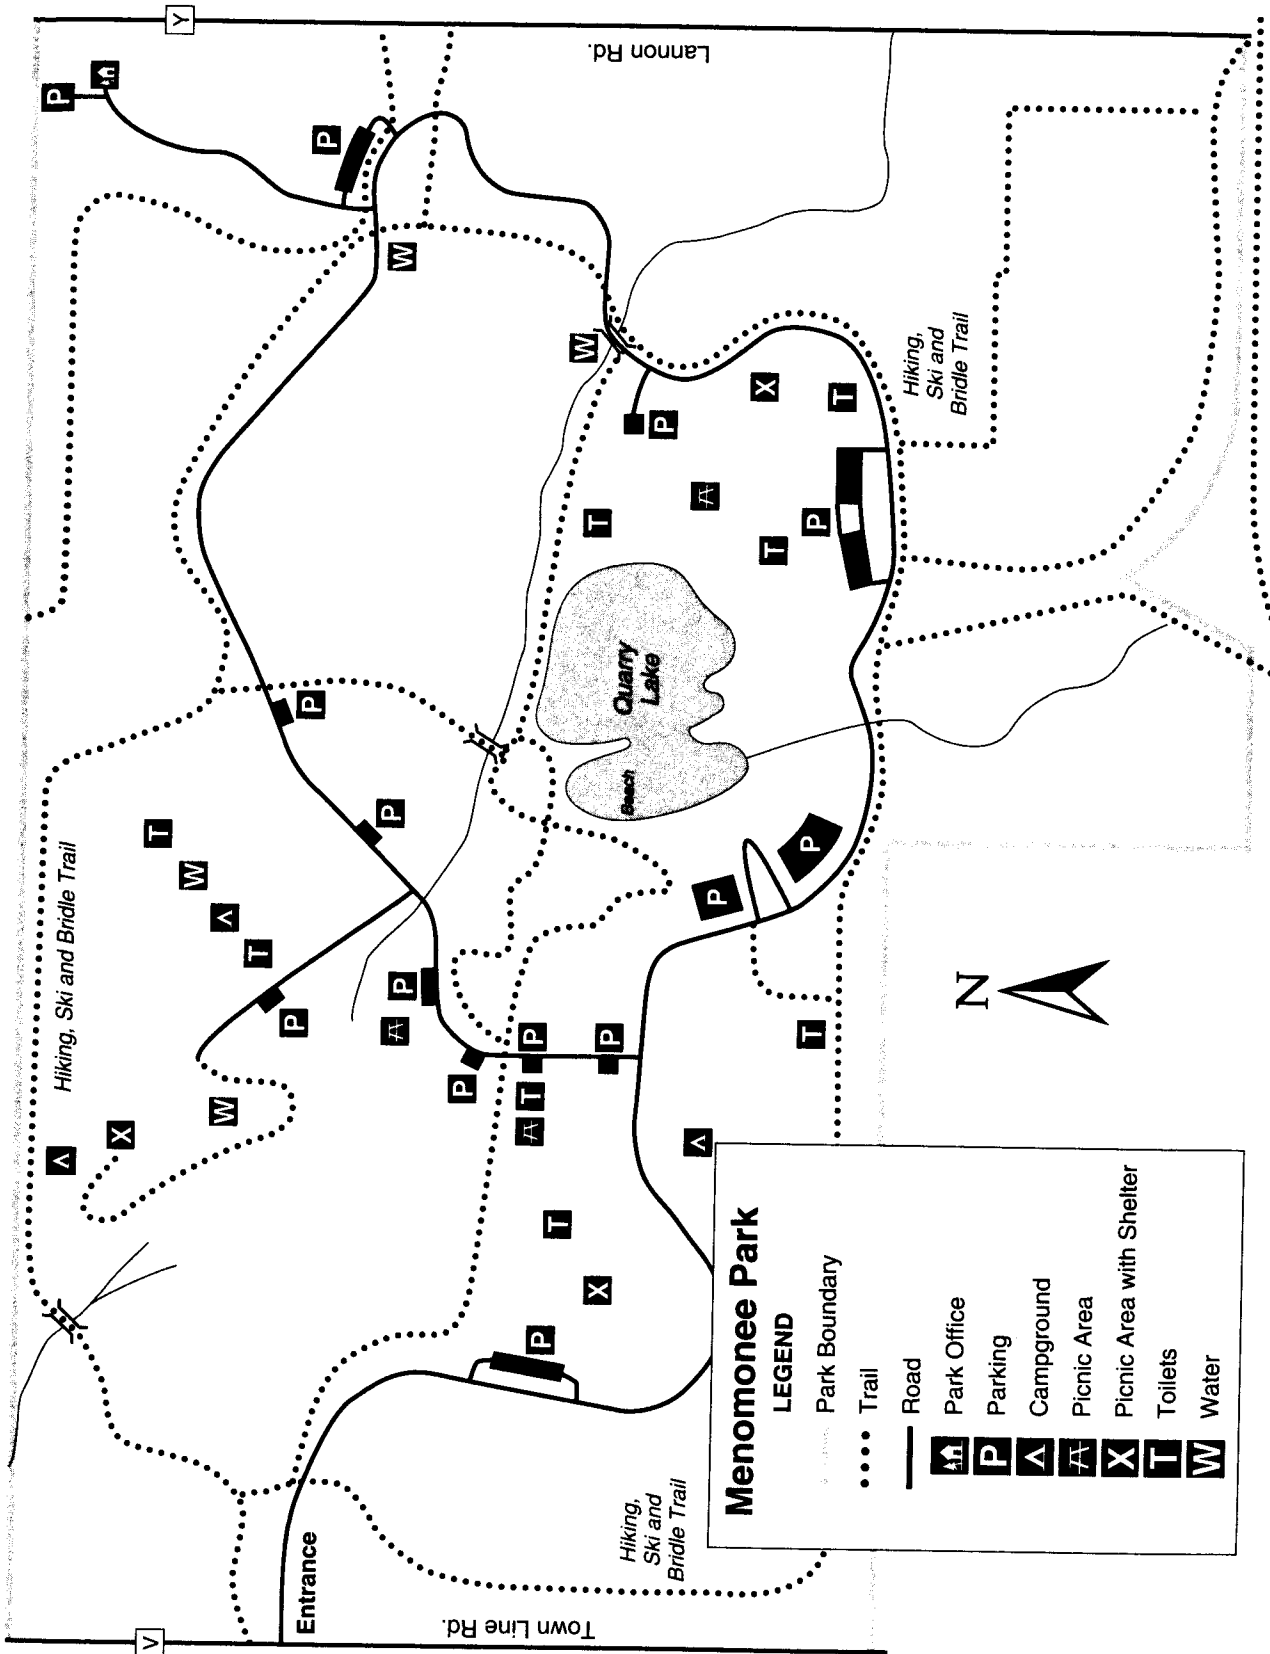 Y
Lannon Rd.
P
P
W
W
P
X
T
Hiking,
Ski and
Bridle Trail
T
P
T
Quarry
Lake
Beach
P
P
T
W
T
Hiking, Ski and Bridle Trail
P
P
P
P
P
P
P
T
T
W
X
T
X
P
N
Hiking,
Ski and
Bridle Trail
Entrance
Town Line Rd.
V
Menomonee Park
LEGEND
Park Boundary
Trail
Road
Park Office
P Parking
Campground
Picnic Area
X Picnic Area with Shelter
T Toilets
W Water